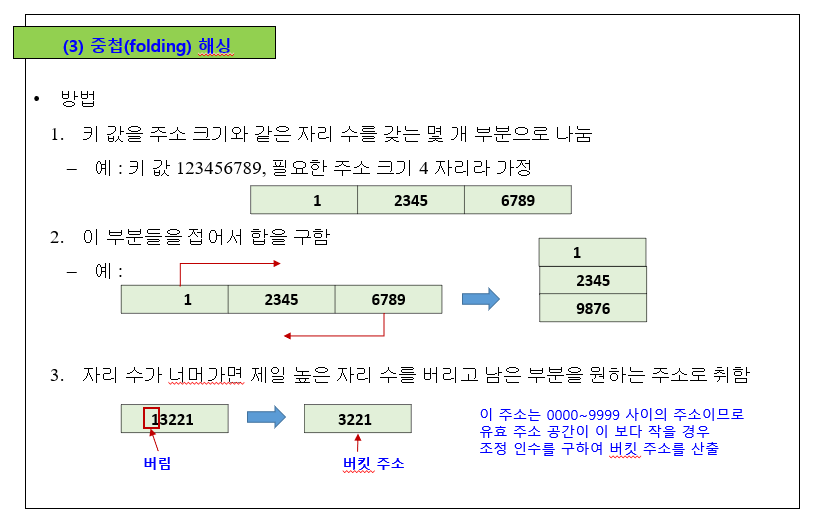 (3) 중첩(folding) 해싱
• 방법
1. 키 값을 주소 크기와 같은 자리 수를 갖는 몇 개 부분으로 나눔
– 예 : 키 값 123456789, 필요한 주소 크기 4 자리라 가정
1 2345 6789
2. 이 부분들을 접어서 합을 구함
– 예 :
1 2345 6789
1
2345
9876
3. 자리 수가 너머가면 제일 높은 자리 수를 버리고 남은 부분을 원하는 주소로 취함
13221
3221
버림
버킷 주소
이 주소는 0000~9999 사이의 주소이므로
유효 주소 공간이 이 보다 작을 경우
조정 인수를 구하여 버킷 주소를 산출